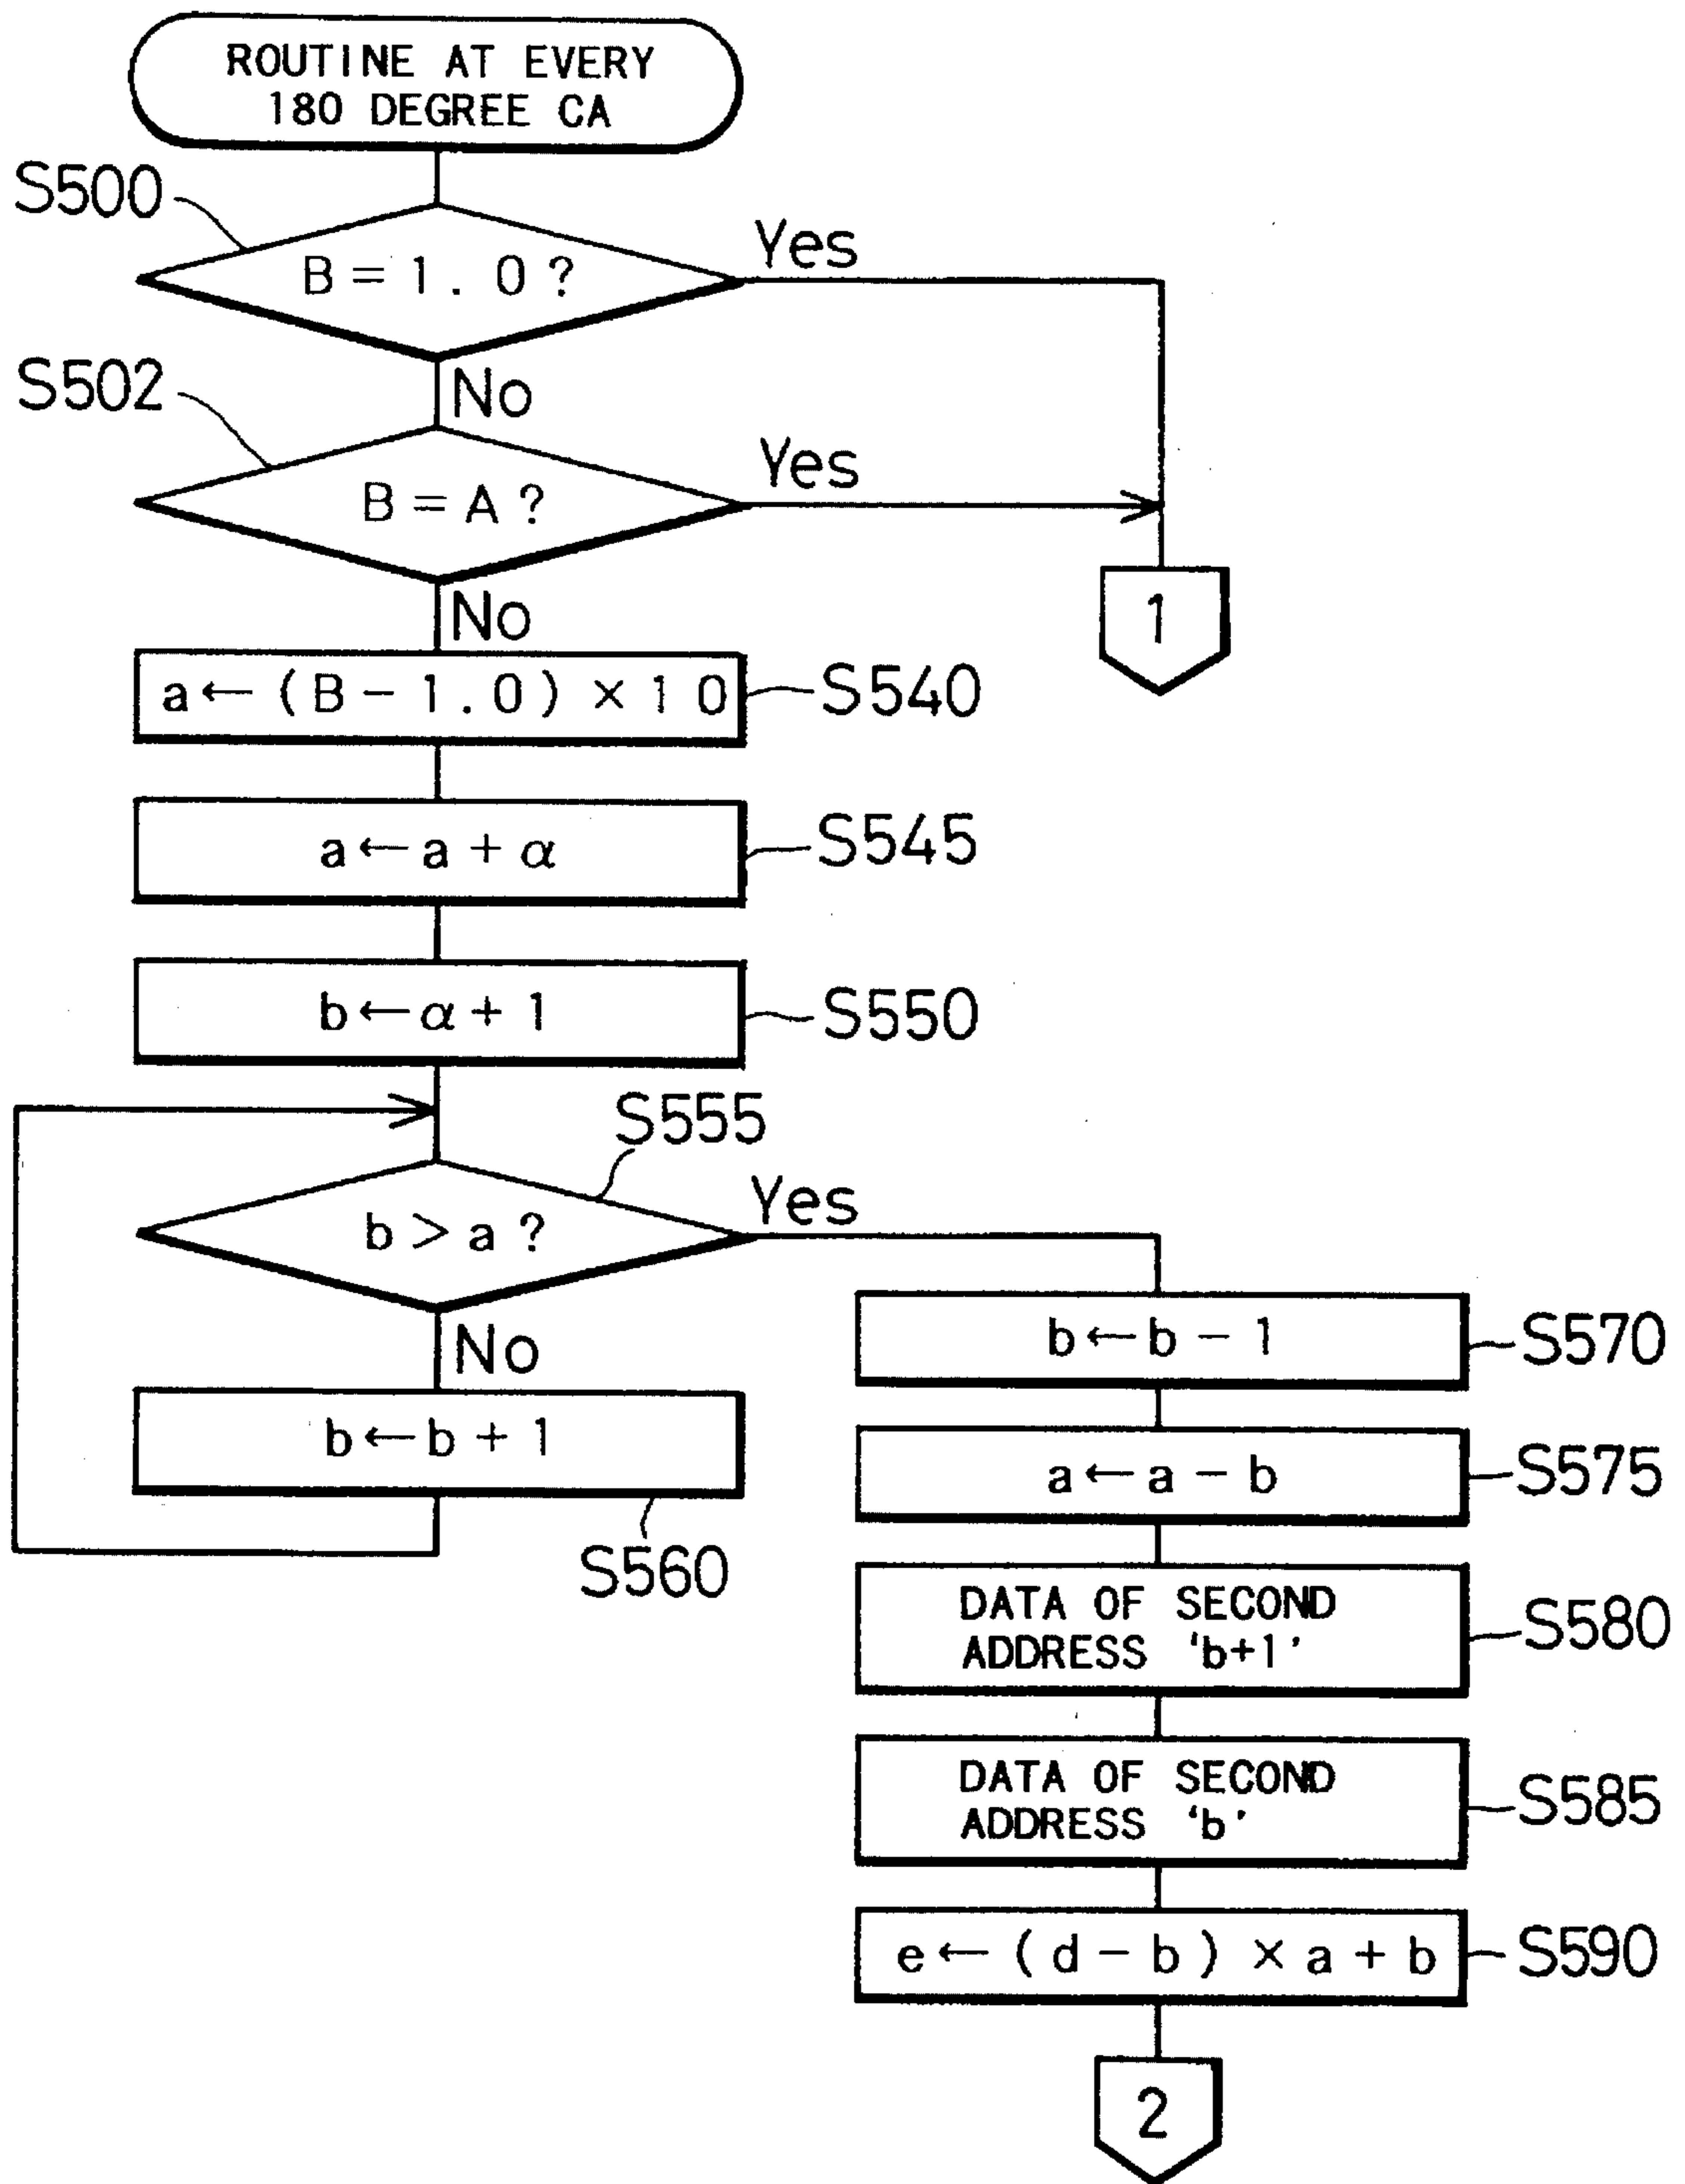 ROUTINE AT EVERY
180 DEGREE CA
S500
B = 1. 0 ?
Yes
No
S502
B = A ?
Yes
No
1
a ← ( B − 1. 0 ) × 1 0
S540
a ← a + α
S545
b ← α + 1
S550
S555
b > a ?
Yes
No
b ← b + 1
S560
b ← b − 1
S570
a ← a − b
S575
DATA OF SECOND
ADDRESS ‘b+1’
S580
DATA OF SECOND
ADDRESS ‘b’
S585
e ← ( d − b ) × a + b
S590
2